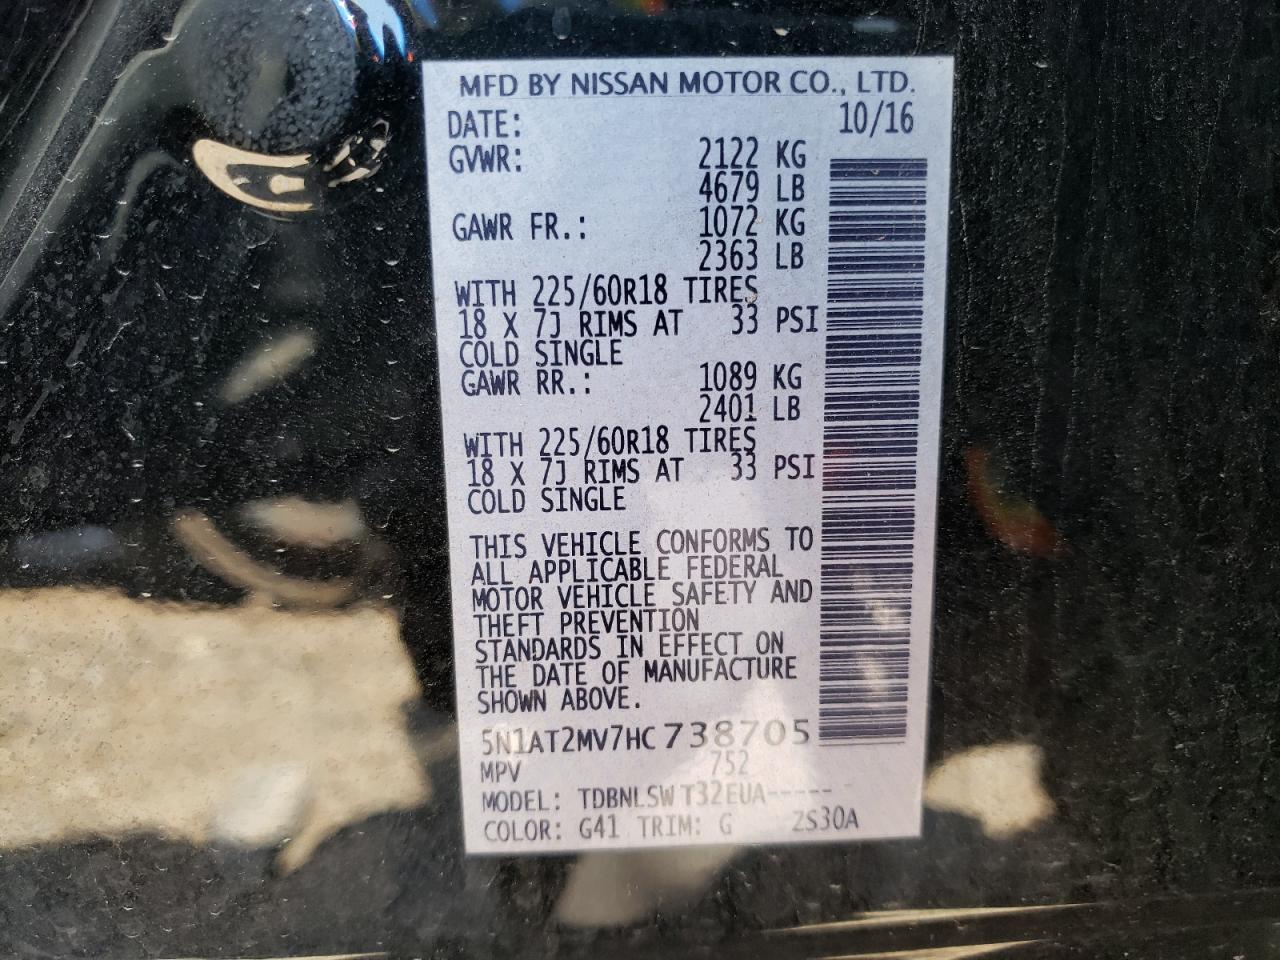 MFD BY NISSAN MOTOR CO., LTD.
DATE: 10/16
GVWR: 2122 KG
4679 LB
GAWR FR.: 1072 KG
2363 LB
WITH 225/60R18 TIRES
18 X 7J RIMS AT 33 PSI
COLD SINGLE
GAWR RR.: 1089 KG
2401 LB
WITH 225/60R18 TIRES
18 X 7J RIMS AT 33 PSI
COLD SINGLE
THIS VEHICLE CONFORMS TO
ALL APPLICABLE FEDERAL
MOTOR VEHICLE SAFETY AND
THEFT PREVENTION
STANDARDS IN EFFECT ON
THE DATE OF MANUFACTURE
SHOWN ABOVE.
5N1AT2MV7HC738705
MPV 752
MODEL: TDBNLSW T32EUA-----
COLOR: G41 TRIM: G ZS30A